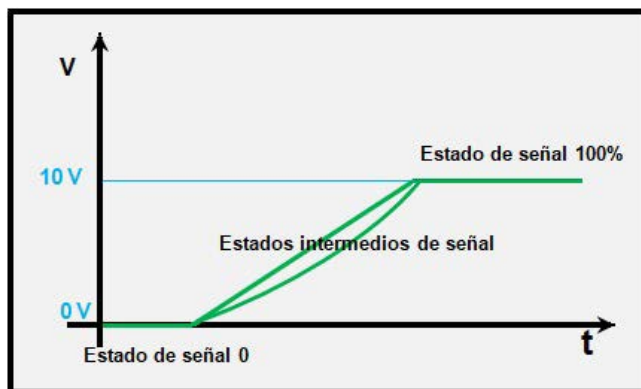 V
Estado de señal 100%
10 V
Estados intermedios de señal
0 V
t
Estado de señal 0